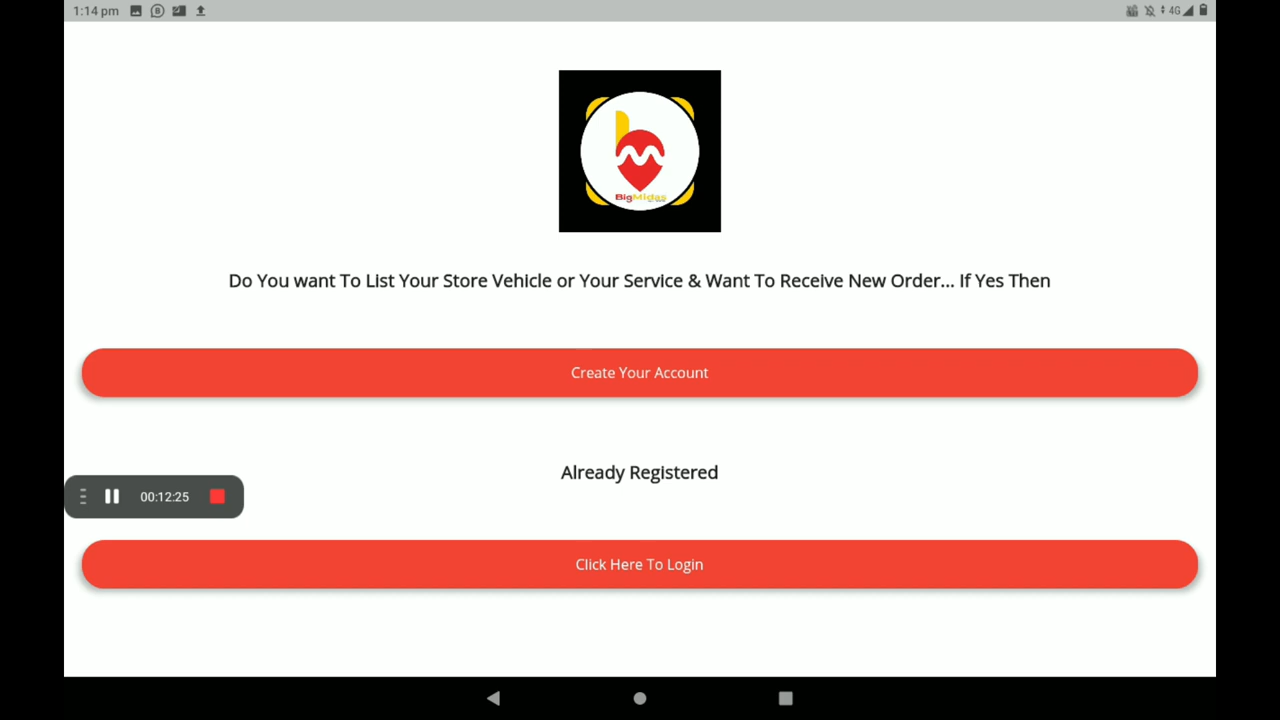 1:14 pm
4G
BigMidas
Do You want To List Your Store Vehicle or Your Service & Want To Receive New Order... If Yes Then
Create Your Account
Already Registered
00:12:25
Click Here To Login